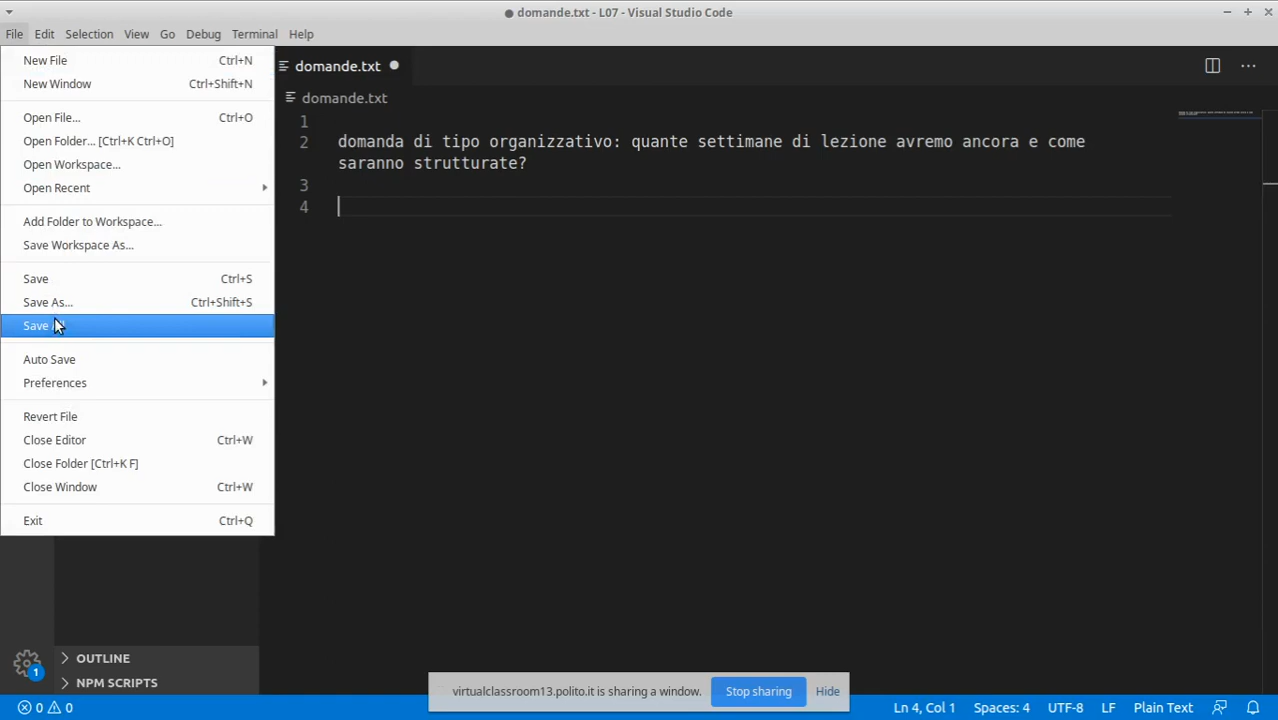 domande.txt - L07 - Visual Studio Code
File Edit Selection View Go Debug Terminal Help
New File Ctrl+N
New Window Ctrl+Shift+N
Open File... Ctrl+O
Open Folder... [Ctrl+K Ctrl+O]
Open Workspace...
Open Recent
Add Folder to Workspace...
Save Workspace As...
Save Ctrl+S
Save As... Ctrl+Shift+S
Save All
Auto Save
Preferences
Revert File
Close Editor Ctrl+W
Close Folder [Ctrl+K F]
Close Window Ctrl+W
Exit Ctrl+Q
domande.txt
domande.txt
1
2 domanda di tipo organizzativo: quante settimane di lezione avremo ancora e come
saranno strutturate?
3
4
OUTLINE
NPM SCRIPTS
1
virtualclassroom13.polito.it is sharing a window. Stop sharing Hide
0 0 Ln 4, Col 1 Spaces: 4 UTF-8 LF Plain Text